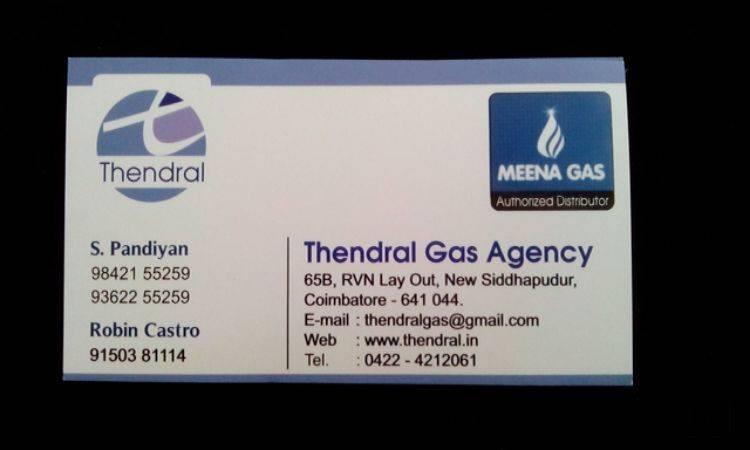 Thendral
MEENA GAS
Authorized Distributor
S. Pandiyan
98421 55259
93622 55259
Robin Castro
91503 81114
Thendral Gas Agency
65B, RVN Lay Out, New Siddhapudur,
Coimbatore - 641 044.
E-mail : thendralgas@gmail.com
Web : www.thendral.in
Tel. : 0422 - 4212061